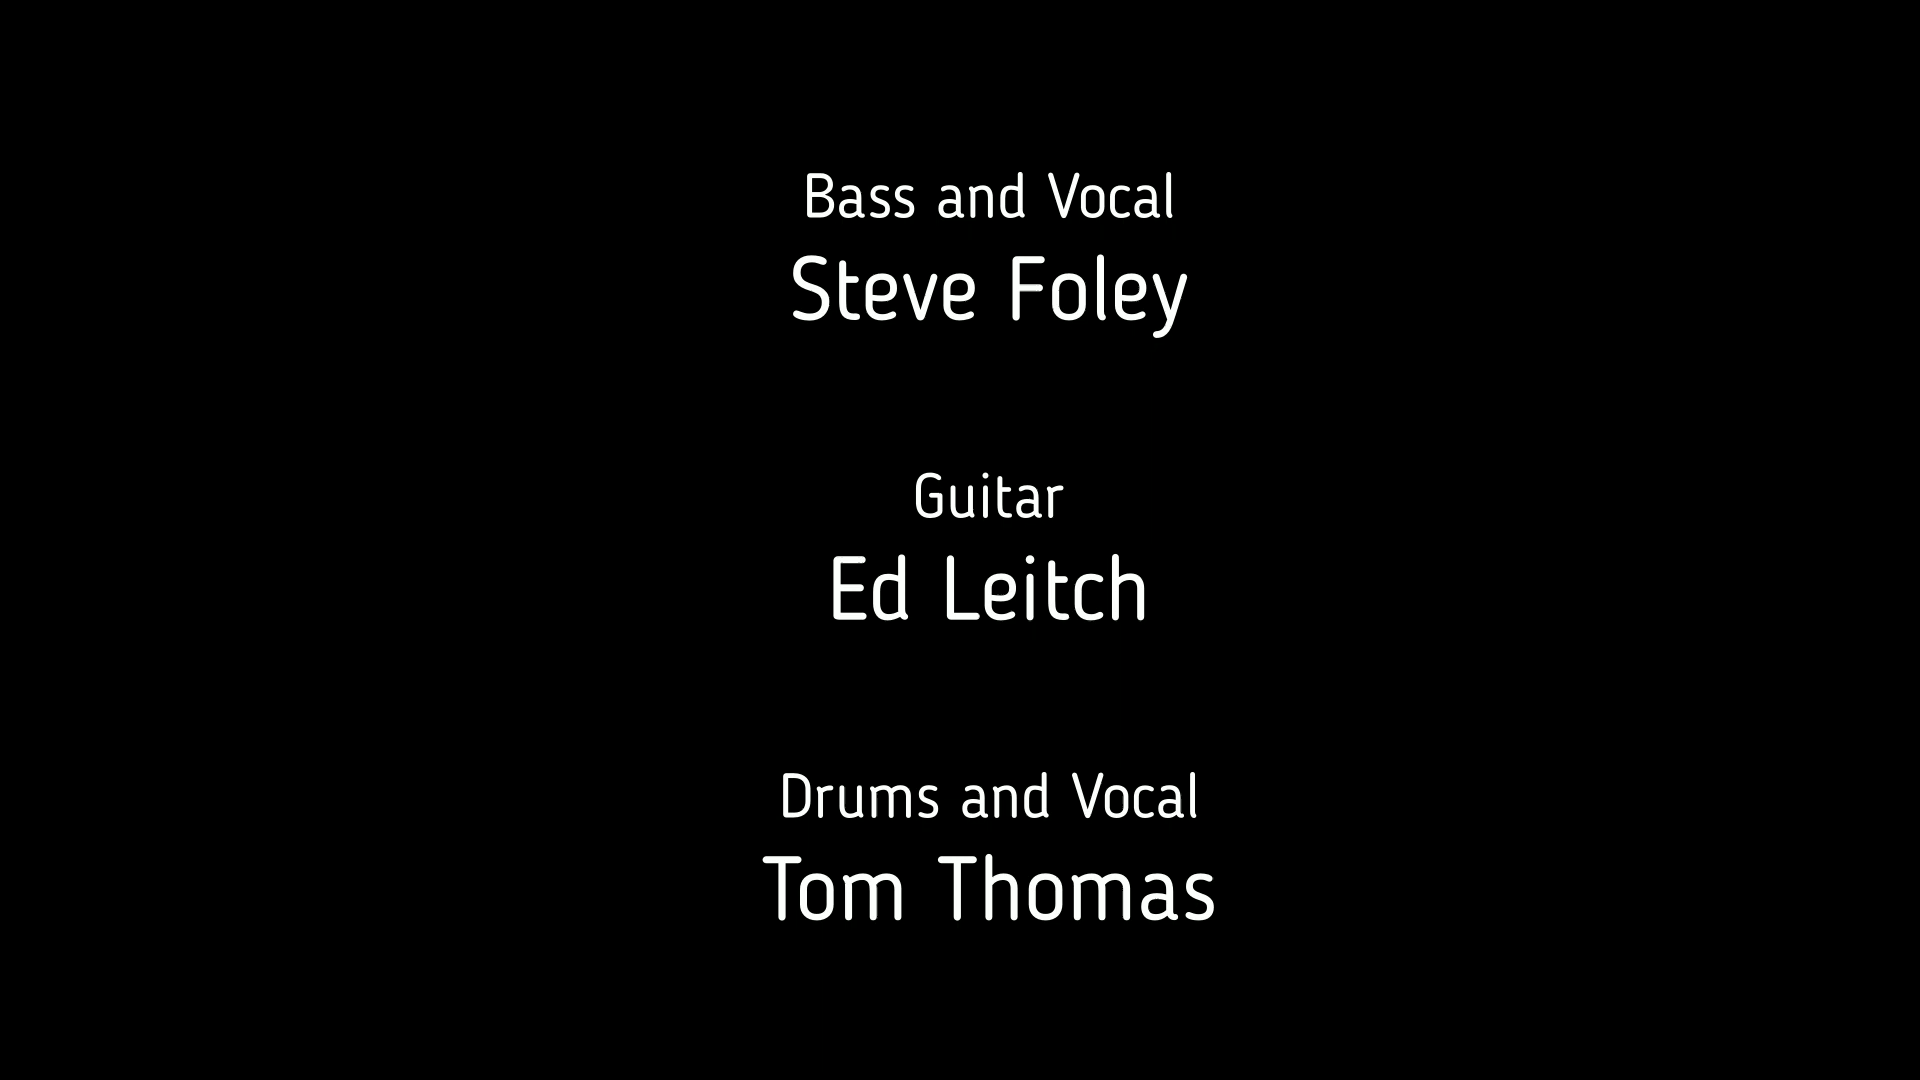 Bass and Vocal
Steve Foley
Guitar
Ed Leitch
Drums and Vocal
Tom Thomas